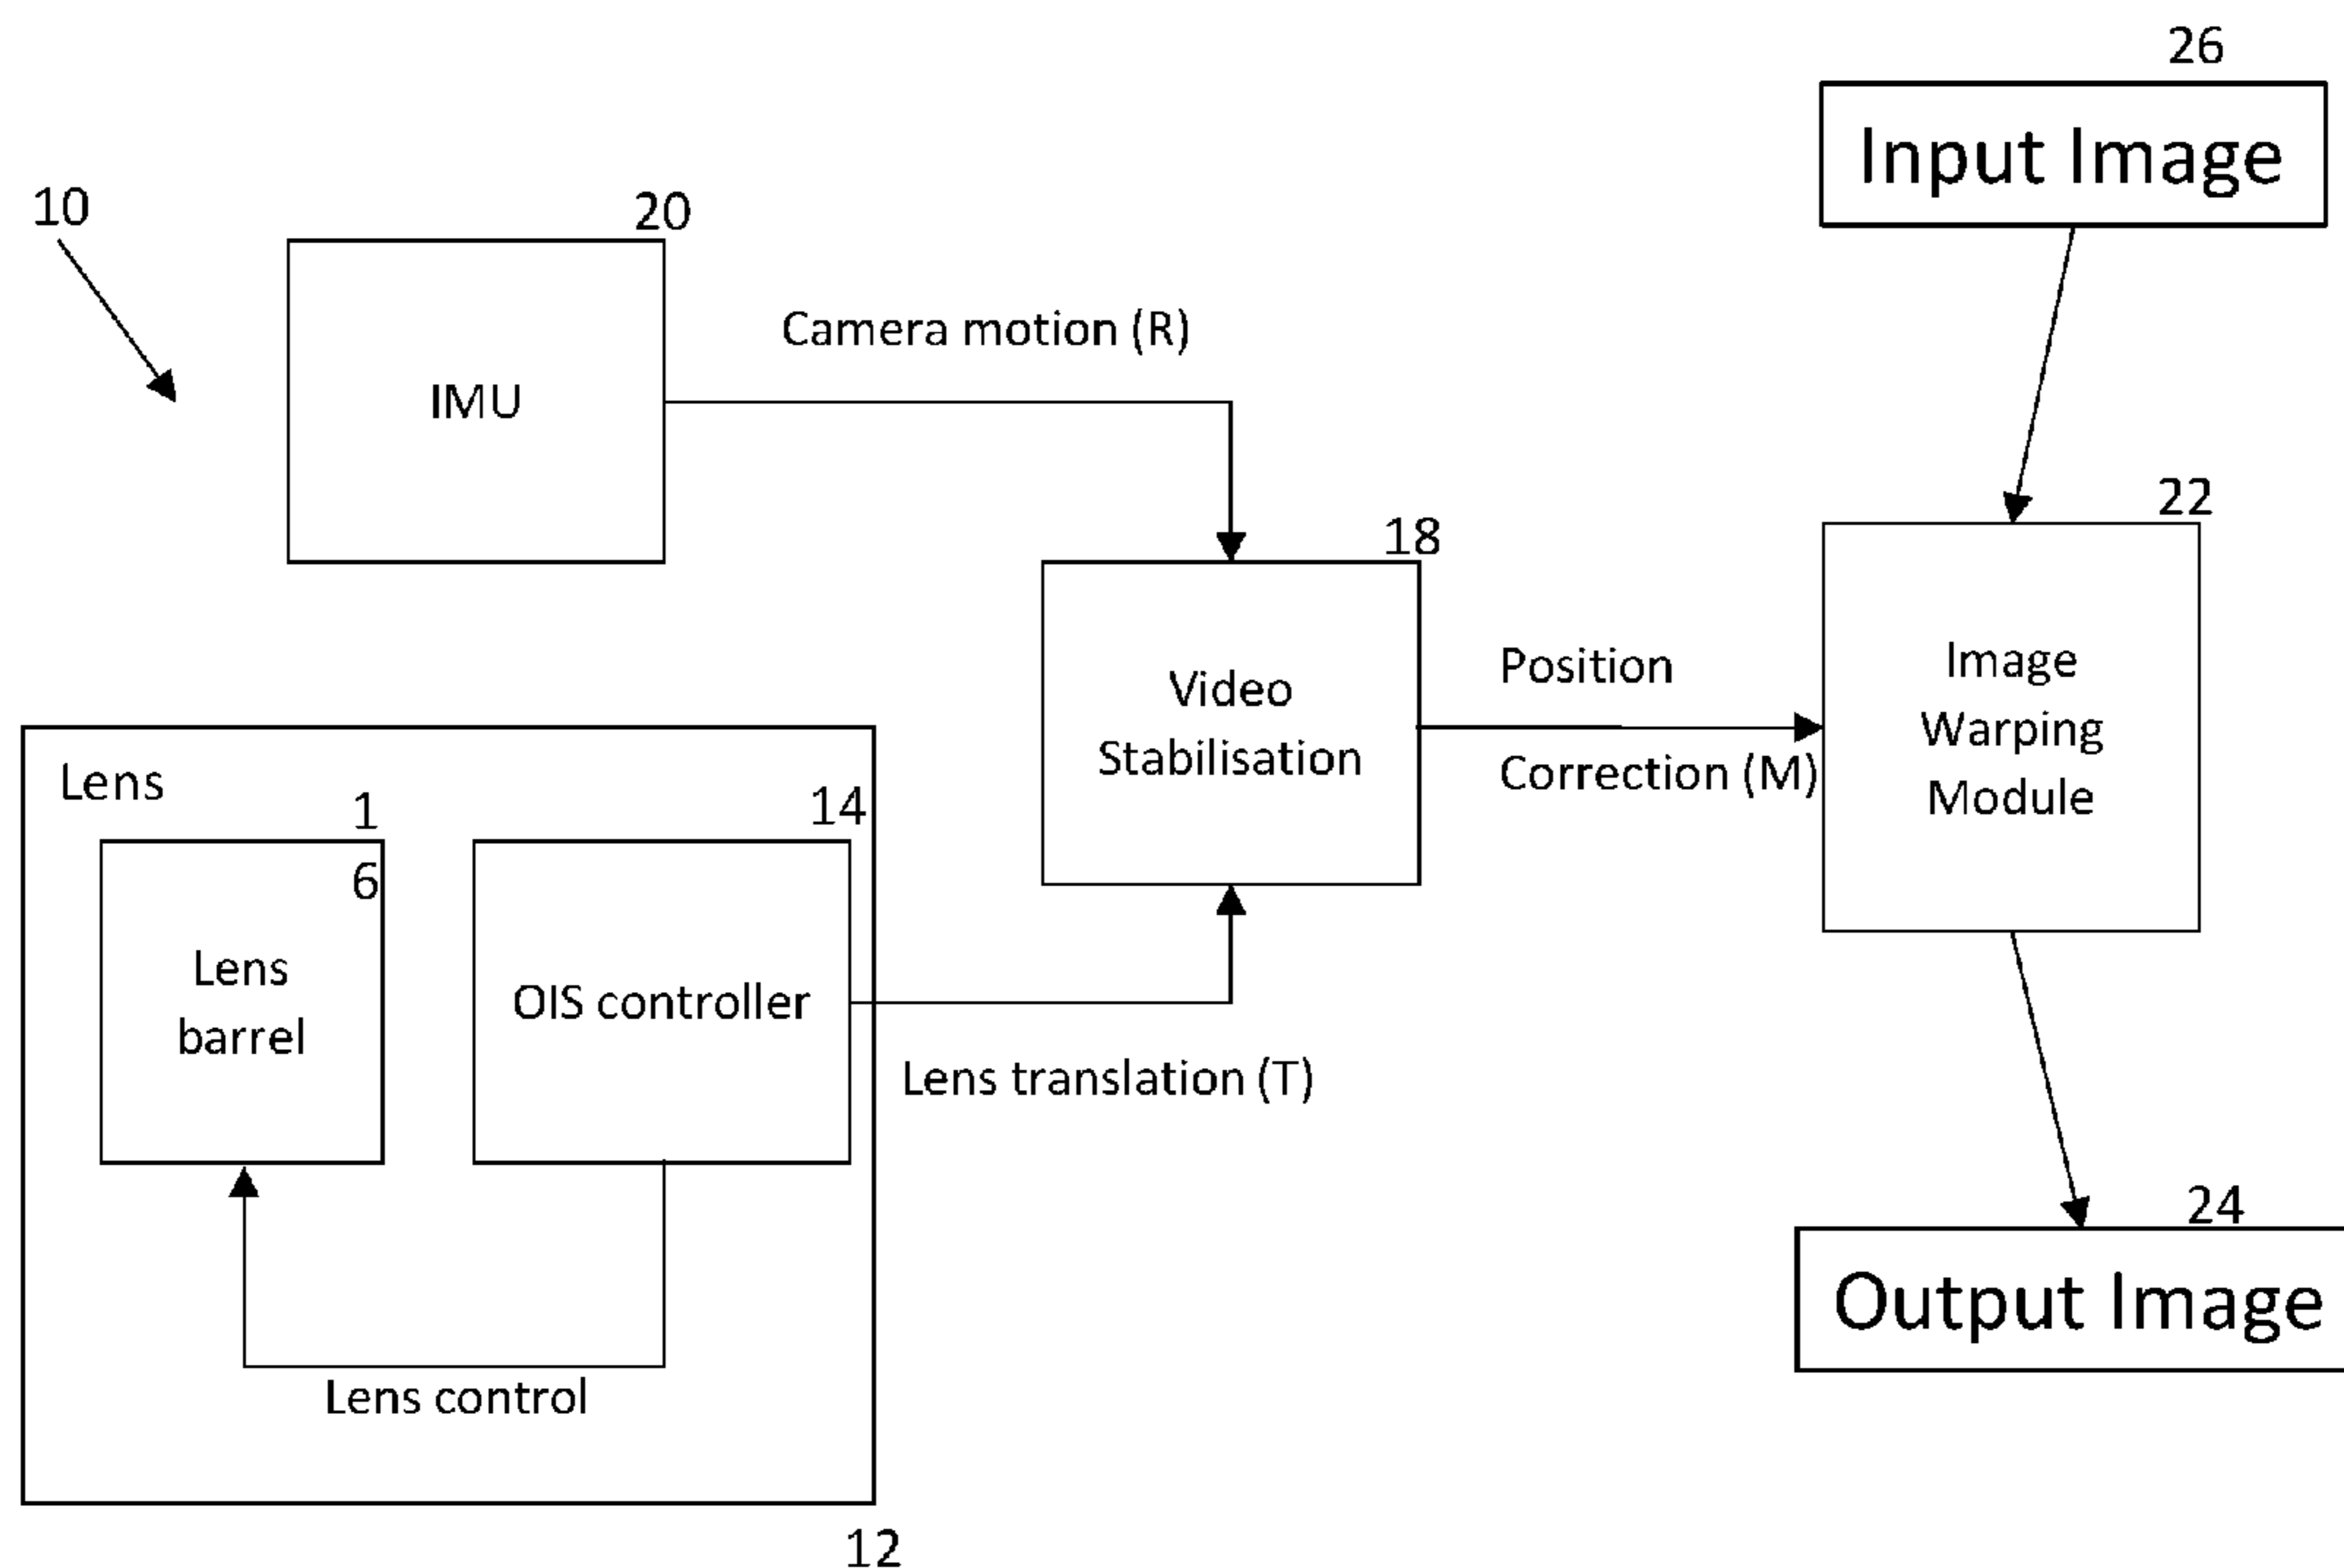 26
Input Image
10
20
IMU
Camera motion (R)
22
18
Video
Stabilisation
Position
Correction (M)
Image
Warping
Module
Lens
1
6
14
Lens
barrel
OIS controller
Lens translation (T)
Lens control
12
24
Output Image